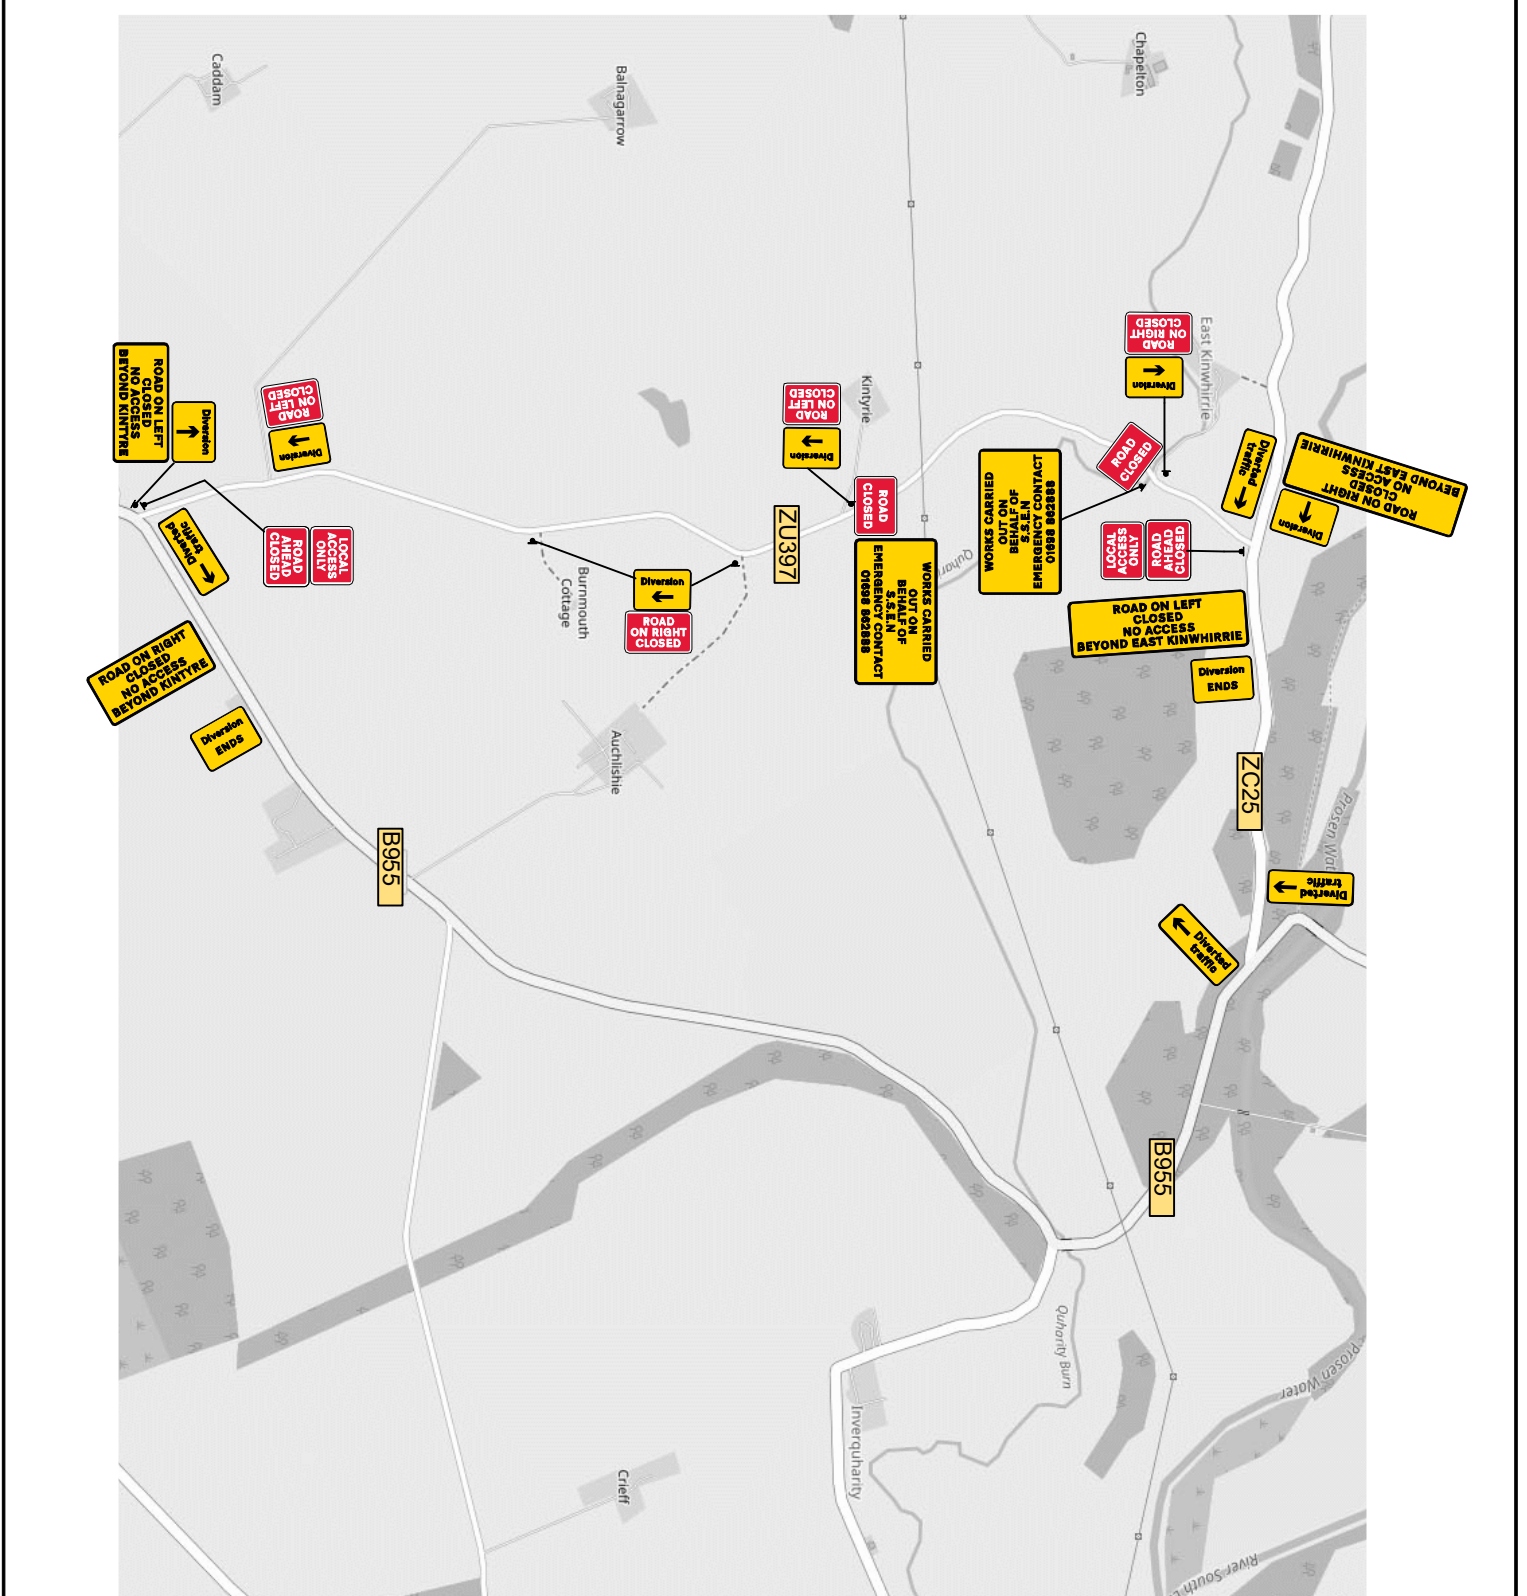 Caddam
Balnagarrow
Chapelton
ROAD ON LEFT
CLOSED
NO ACCESS
BEYOND KINTYRE
Diversion
ROAD
ON LEFT
CLOSED
Diversion
ROAD
AHEAD
CLOSED
LOCAL
ACCESS
ONLY
Diverted
traffic
ROAD ON RIGHT
CLOSED
NO ACCESS
BEYOND KINTYRE
Diversion
ENDS
B955
Burnmouth
Cottage
Diversion
ROAD
ON RIGHT
CLOSED
Auchlishie
ROAD
ON LEFT
CLOSED
Diversion
Kintyrie
ZU397
ROAD
CLOSED
WORKS CARRIED
OUT ON
BEHALF OF
S.S.E.N
EMERGENCY CONTACT
01698 862888
WORKS CARRIED
OUT ON
BEHALF OF
S.S.E.N
EMERGENCY CONTACT
01698 862888
ROAD
ON RIGHT
CLOSED
Diversion
East Kinwhirrie
ROAD
CLOSED
LOCAL
ACCESS
ONLY
ROAD
AHEAD
CLOSED
Diverted
traffic
ROAD ON RIGHT
CLOSED
NO ACCESS
BEYOND EAST KINWHIRRIE
Diversion
ROAD ON LEFT
CLOSED
NO ACCESS
BEYOND EAST KINWHIRRIE
Diversion
ENDS
ZC25
Prosen
Diverted
traffic
Diverted
traffic
B955
Quharity Burn
Prosen Water
Inverquharity
Crieff
River South